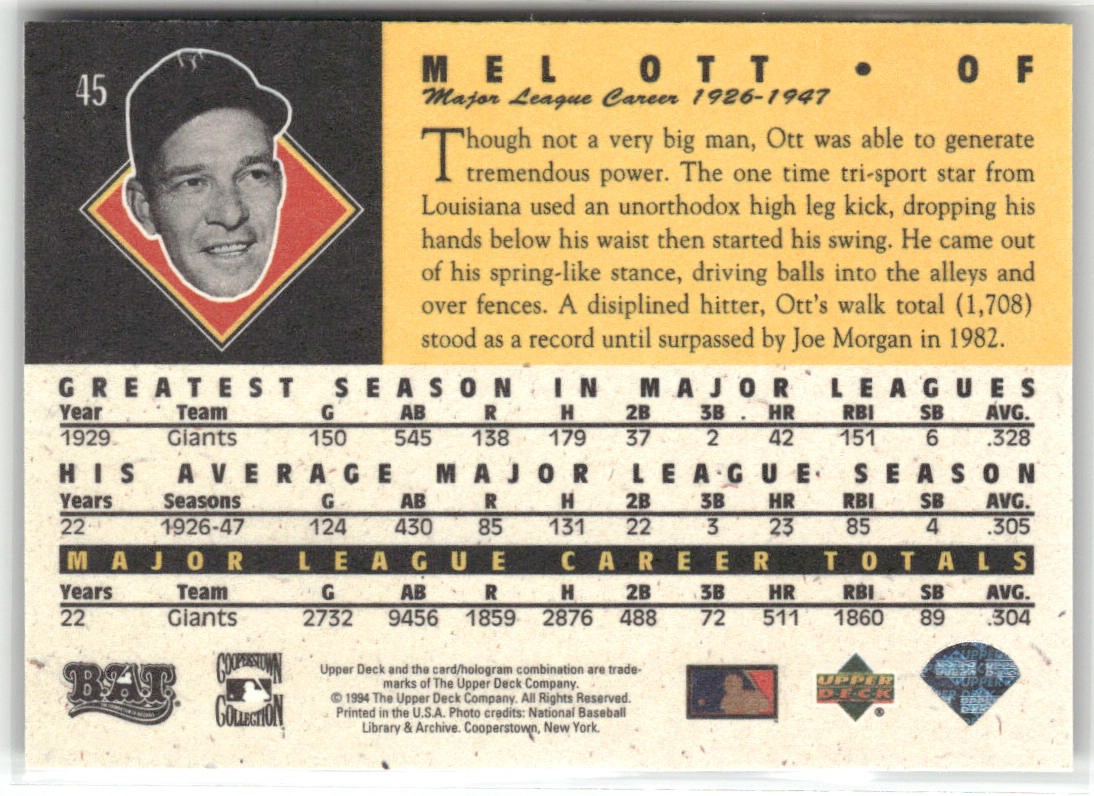 45
MEL OTT • OF
Major League Career 1926-1947
Though not a very big man, Ott was able to generate
tremendous power. The one time tri-sport star from
Louisiana used an unorthodox high leg kick, dropping his
hands below his waist then started his swing. He came out
of his spring-like stance, driving balls into the alleys and
over fences. A disiplined hitter, Ott's walk total (1,708)
stood as a record until surpassed by Joe Morgan in 1982.
GREATEST SEASON IN MAJOR LEAGUES
Year Team G AB R H 2B 3B HR RBI SB AVG.
1929 Giants 150 545 138 179 37 2 42 151 6 .328
HIS AVERAGE MAJOR LEAGUE SEASON
Years Seasons G AB R H 2B 3B HR RBI SB AVG.
22 1926-47 124 430 85 131 22 3 23 85 4 .305
MAJOR LEAGUE CAREER TOTALS
Years Team G AB R H 2B 3B HR RBI SB AVG.
22 Giants 2732 9456 1859 2876 488 72 511 1860 89 .304
BAT
COOPERSTOWN
COLLECTION
Upper Deck and the card/hologram combination are trade-
marks of The Upper Deck Company.
© 1994 The Upper Deck Company. All Rights Reserved.
Printed in the U.S.A. Photo credits: National Baseball
Library & Archive. Cooperstown, New York.
UPPER
DECK
®